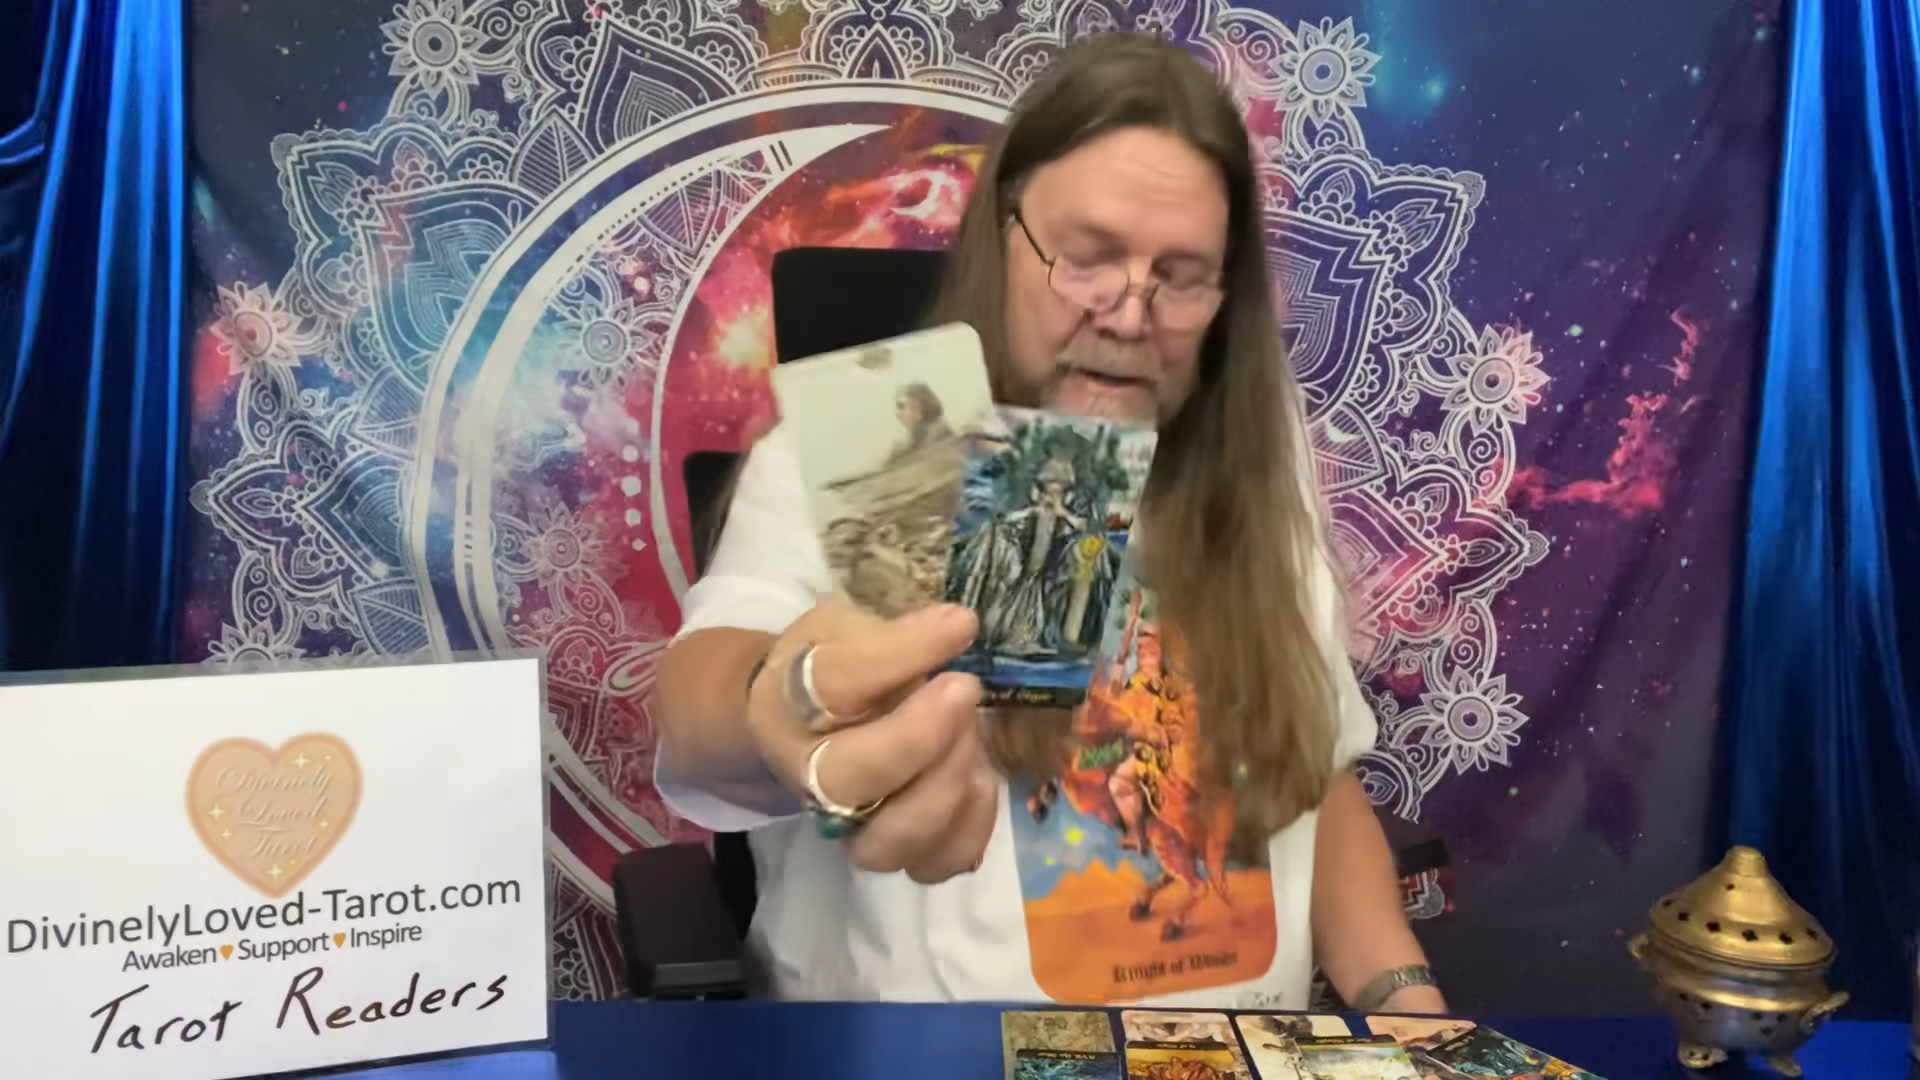 Divinely
Loved
Tarot
DivinelyLoved-Tarot.com
Awaken Support Inspire
Tarot Readers
Knight of Wands